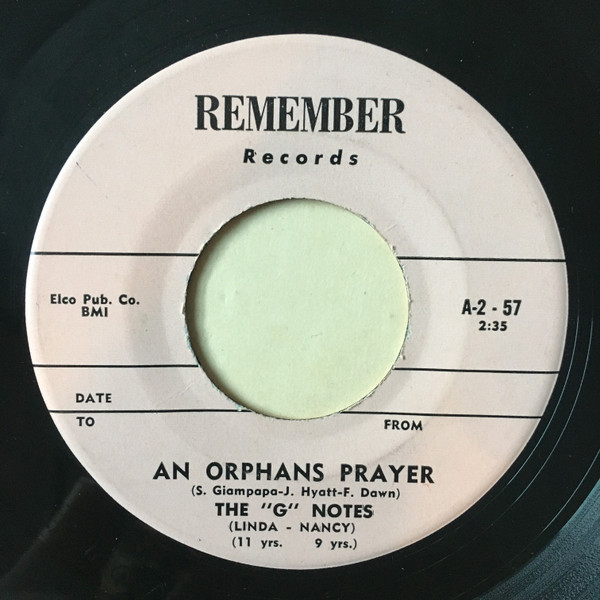 REMEMBER
Records
Elco Pub. Co.
BMI
A-2 - 57
2:35
DATE
TO
FROM
AN ORPHANS PRAYER
(S. Giampapa-J. Hyatt-F. Dawn)
THE "G" NOTES
(LINDA - NANCY)
(11 yrs. 9 yrs.)